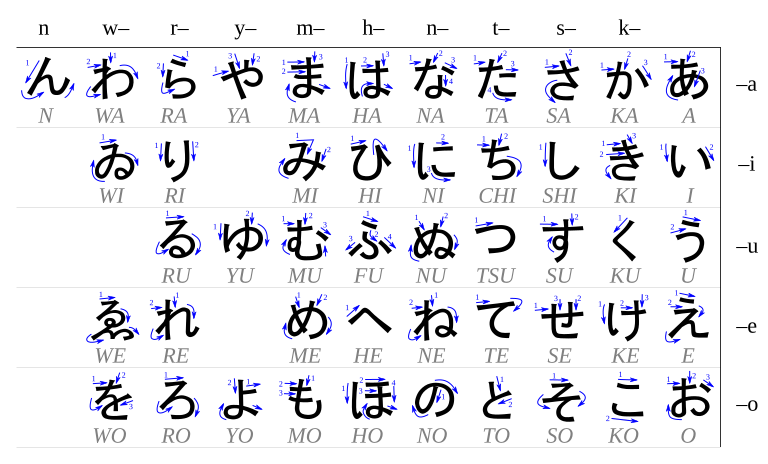 n w– r– y– m– h– n– t– s– k–
ん わ ら や ま は な た さ か あ –a
N WA RA YA MA HA NA TA SA KA A
ゐ り み ひ に ち し き い –i
WI RI MI HI NI CHI SHI KI I
る ゆ む ふ ぬ つ す く う –u
RU YU MU FU NU TSU SU KU U
ゑ れ め へ ね て せ け え –e
WE RE ME HE NE TE SE KE E
を ろ よ も ほ の と そ こ お –o
WO RO YO MO HO NO TO SO KO O